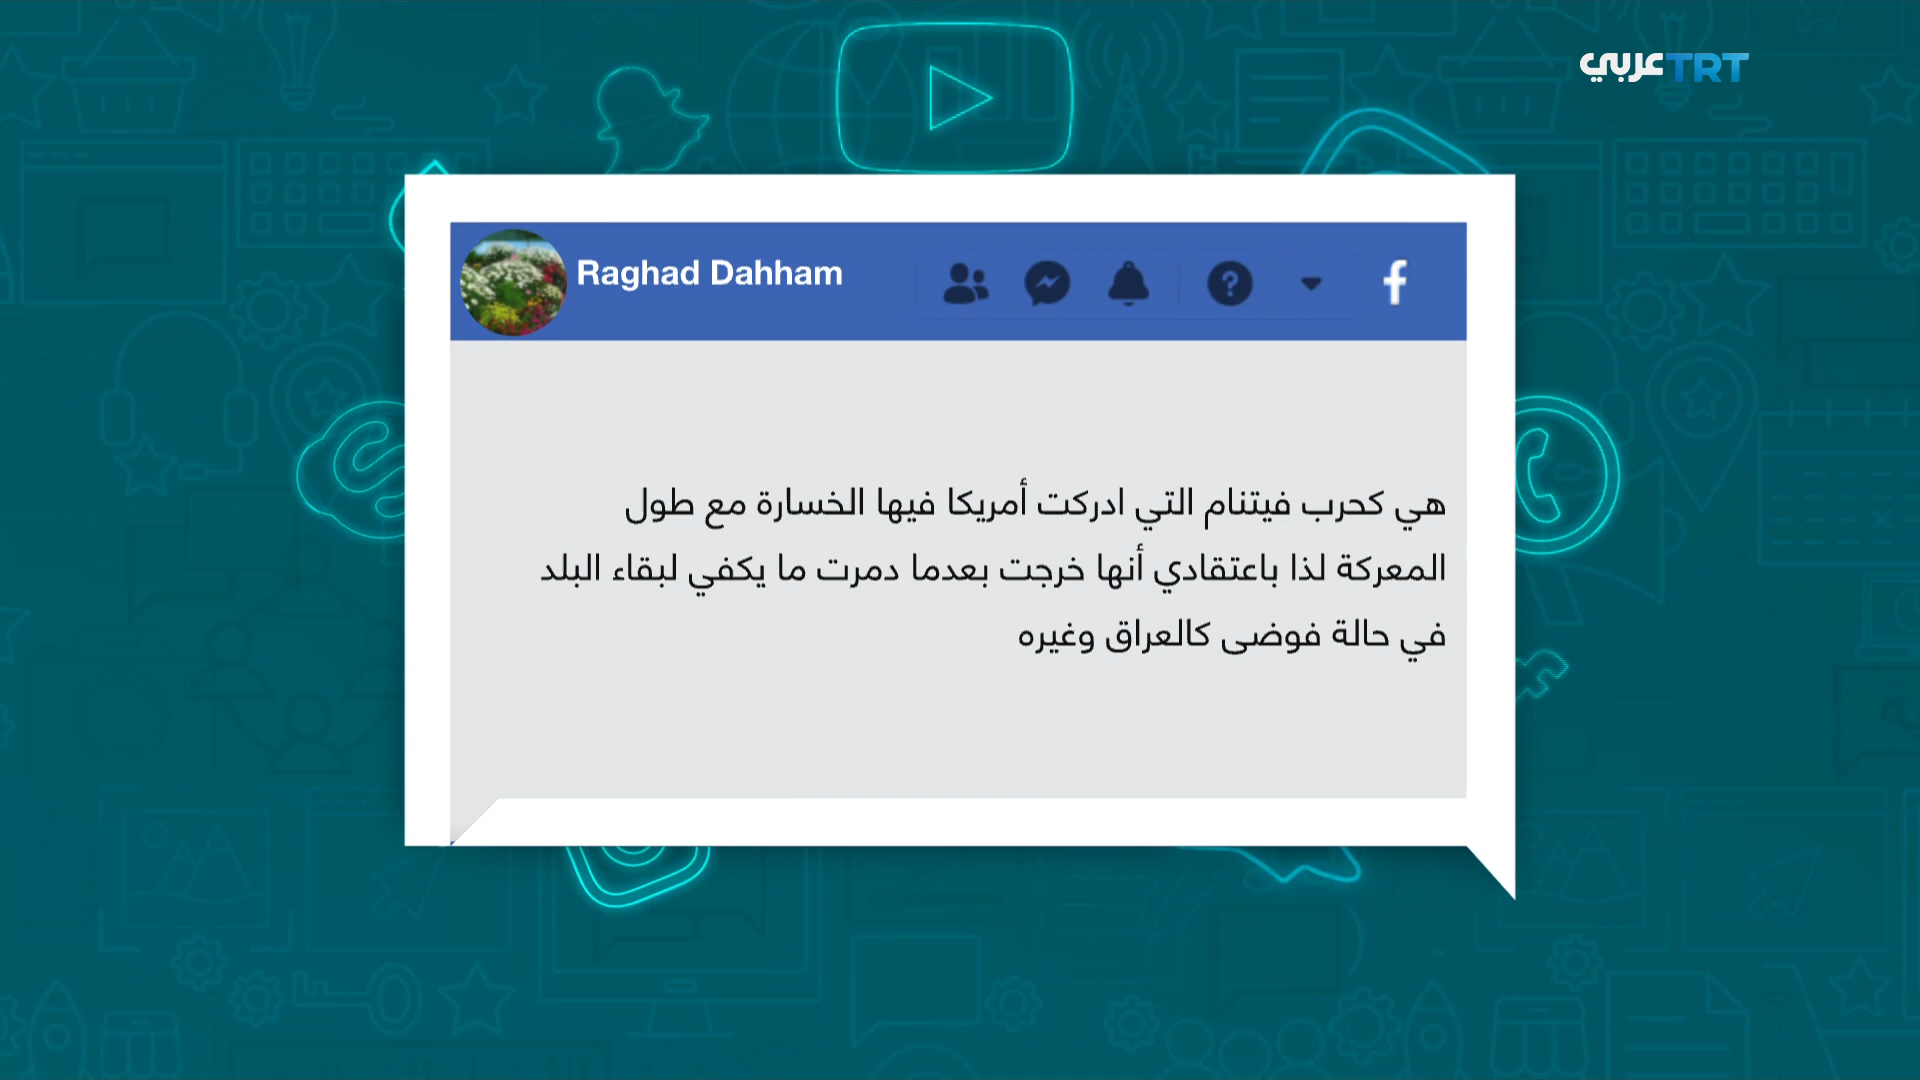 عربي TRT
Raghad Dahham
هي كحرب فيتنام التي ادركت أمريكا فيها الخسارة مع طول
المعركة لذا باعتقادي أنها خرجت بعدما دمرت ما يكفي لبقاء البلد
في حالة فوضى كالعراق وغيره